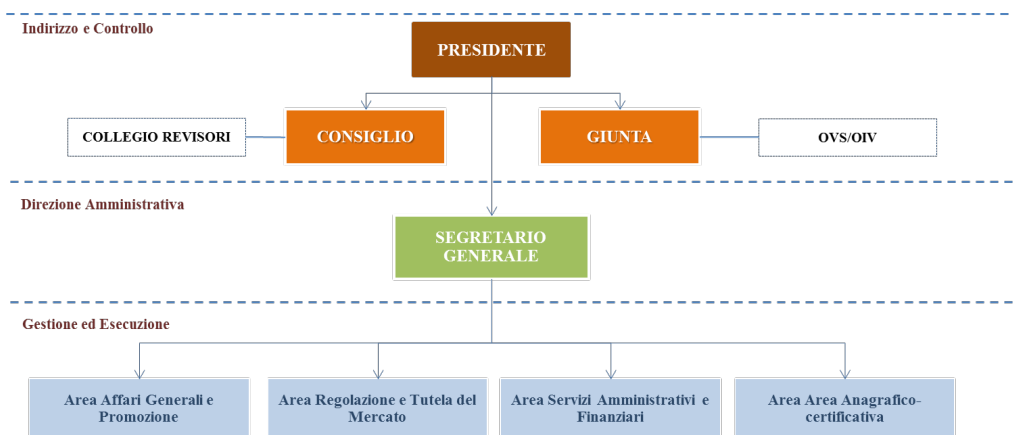 Indirizzo e Controllo
PRESIDENTE
COLLEGIO REVISORI
CONSIGLIO
GIUNTA
OVS/OIV
Direzione Amministrativa
SEGRETARIO
GENERALE
Gestione ed Esecuzione
Area Affari Generali e
Promozione
Area Regolazione e Tutela del
Mercato
Area Servizi Amministrativi e
Finanziari
Area Area Anagrafico-
certificativa